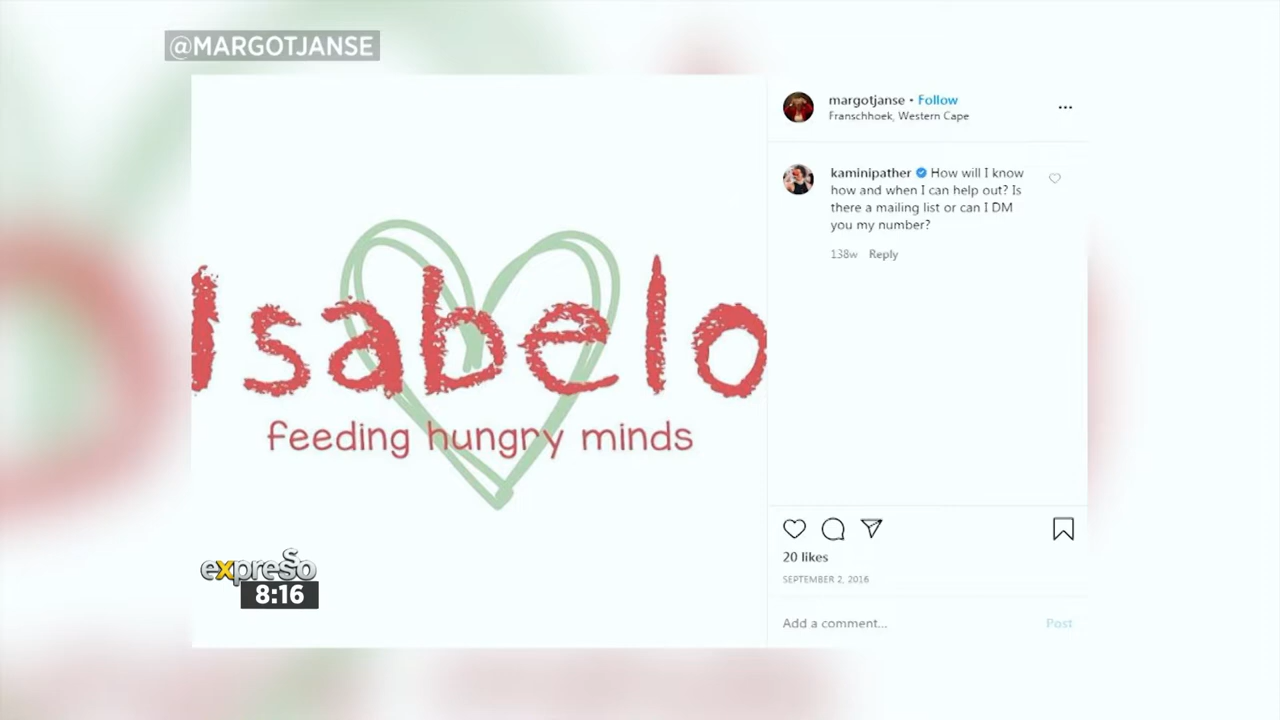 @MARGOTJANSE
Isabelo
feeding hungry minds
margotjanse • Follow
Franschhoek, Western Cape
...
kaminipather How will I know
how and when I can help out? Is
there a mailing list or can I DM
you my number?
138w Reply
20 likes
SEPTEMBER 2, 2016
Add a comment... Post
expresso
8:16